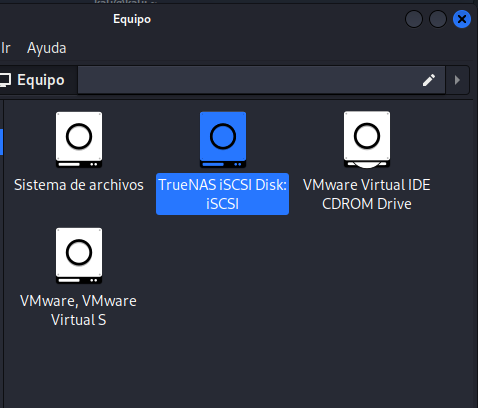 Equipo
Ir Ayuda
Equipo
Sistema de archivos
TrueNAS iSCSI Disk:
iSCSI
VMware Virtual IDE
CDROM Drive
VMware, VMware
Virtual S